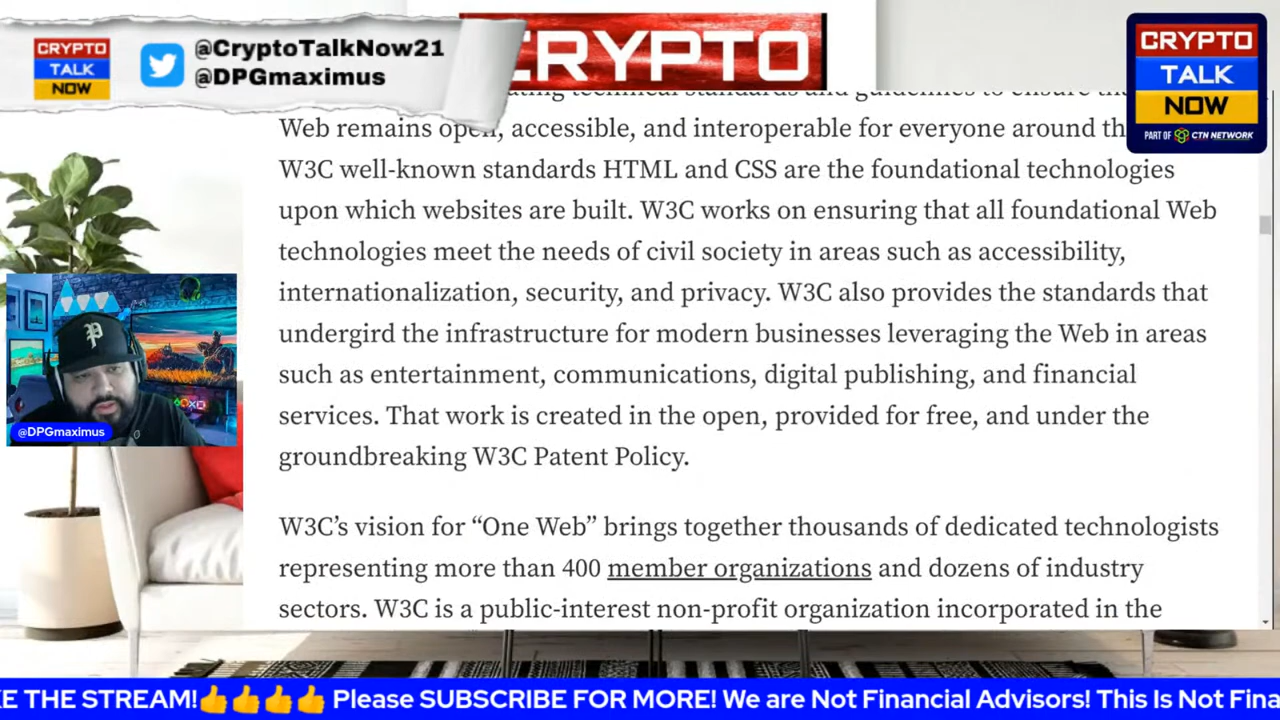 CRYPTO
TALK
NOW
@CryptoTalkNow21
@DPGmaximus
CRYPTO
CRYPTO
TALK
NOW
PART OF CTN NETWORK
technical standards and guidelines to ensure
Web remains open, accessible, and interoperable for everyone around
W3C well-known standards HTML and CSS are the foundational technologies
upon which websites are built. W3C works on ensuring that all foundational Web
technologies meet the needs of civil society in areas such as accessibility,
internationalization, security, and privacy. W3C also provides the standards that
undergird the infrastructure for modern businesses leveraging the Web in areas
such as entertainment, communications, digital publishing, and financial
services. That work is created in the open, provided for free, and under the
groundbreaking W3C Patent Policy.
W3C’s vision for “One Web” brings together thousands of dedicated technologists
representing more than 400 member organizations and dozens of industry
sectors. W3C is a public-interest non-profit organization incorporated in the
P
@DPGmaximus
KE THE STREAM!👍👍👍👍 Please SUBSCRIBE FOR MORE! We are Not Financial Advisors! This Is Not Fina